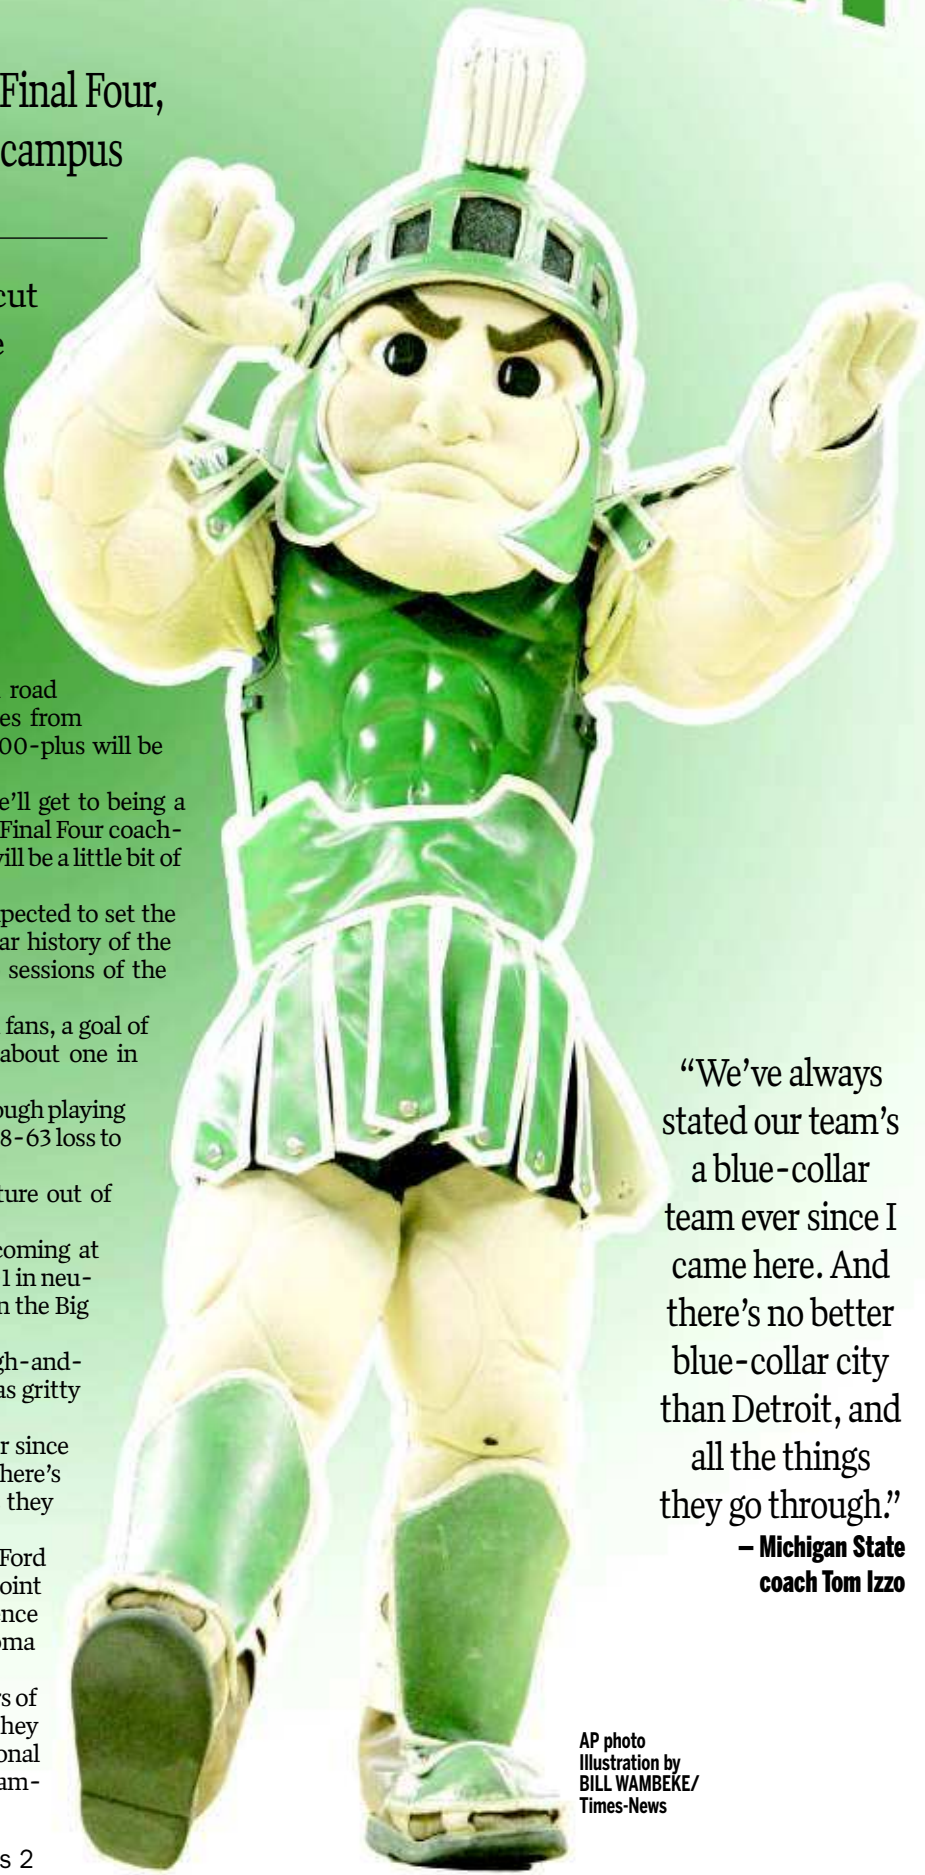 Final Four,
campus
cut
e
road
es from
00-plus will be
e’ll get to being a
Final Four coach-
vill be a little bit of
pected to set the
ar history of the
sessions of the
fans, a goal of
about one in
ough playing
8-63 loss to
ture out of
coming at
1 in neu-
n the Big
gh-and-
as gritty
r since
here’s
they
Ford
oint
ence
oma
s of
hey
onal
am-
s 2
“We’ve always
stated our team’s
a blue-collar
team ever since I
came here. And
there’s no better
blue-collar city
than Detroit, and
all the things
they go through.”
– Michigan State
coach Tom Izzo
AP photo
Illustration by
BILL WAMBEKE/
Times-News